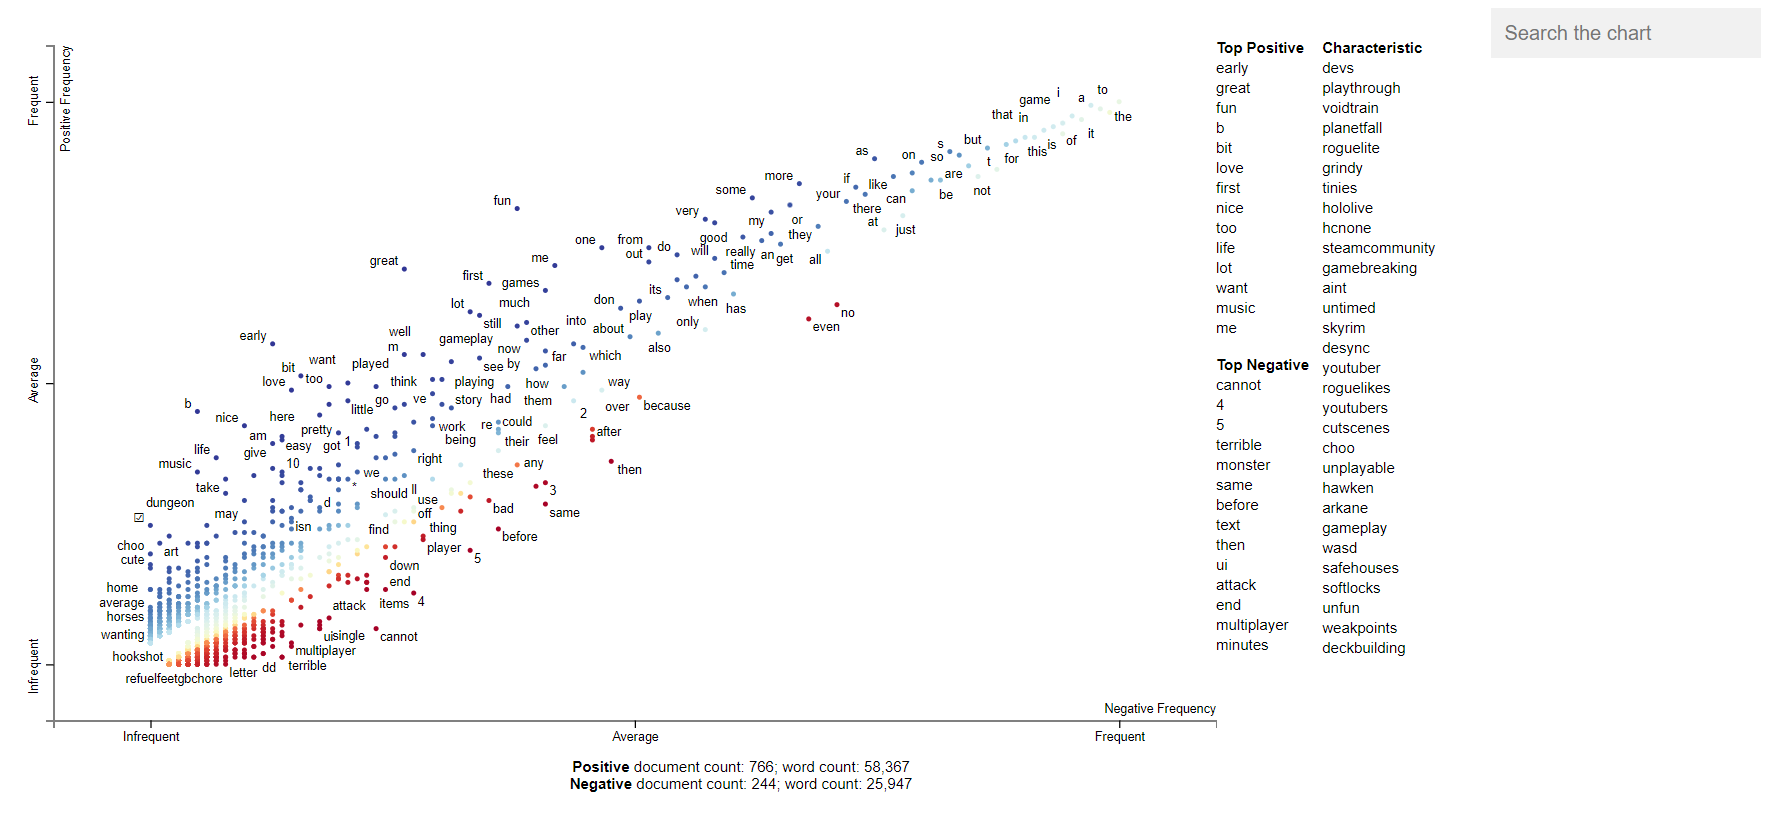 Search the chart
Top Positive
early
great
fun
b
bit
love
first
nice
too
life
lot
want
music
me
Top Negative
cannot
4
5
terrible
monster
same
before
text
then
ui
attack
end
multiplayer
minutes
Characteristic
devs
playthrough
voidtrain
planetfall
roguelite
grindy
tinies
hololive
hcnone
steamcommunity
gamebreaking
aint
untimed
skyrim
desync
youtuber
roguelikes
youtubers
cutscenes
choo
unplayable
hawken
arkane
gameplay
wasd
safehouses
softlocks
unfun
weakpoints
deckbuilding
Frequent
Positive Frequency
Average
Infrequent
to
i
a
game
the
that
in
it
of
is
this
but
s
for
t
so
on
as
are
not
be
if
like
can
your
more
there
some
at
just
very
my
or
they
good
fun
one
from
out
do
will
really
an
get
all
time
great
me
first
games
its
when
has
no
even
lot
much
don
play
only
still
other
into
about
also
well
m
gameplay
early
now
far
which
want
played
see
by
bit
too
love
think
playing
how
way
b
little
go
ve
story
had
them
over
because
2
nice
here
pretty
work
re
could
am
easy
got
1
being
their
feel
after
life
give
music
10
right
we
these
any
then
take
*
should
ll
3
dungeon
d
use
bad
same
☑
may
isn
find
off
thing
before
choo
art
player
5
cute
down
home
end
average
attack
items
4
horses
wanting
ui
single
cannot
hookshot
multiplayer
terrible
refuel
feet
gb
chore
letter
dd
Negative Frequency
Infrequent
Average
Frequent
Positive document count: 766; word count: 58,367
Negative document count: 244; word count: 25,947